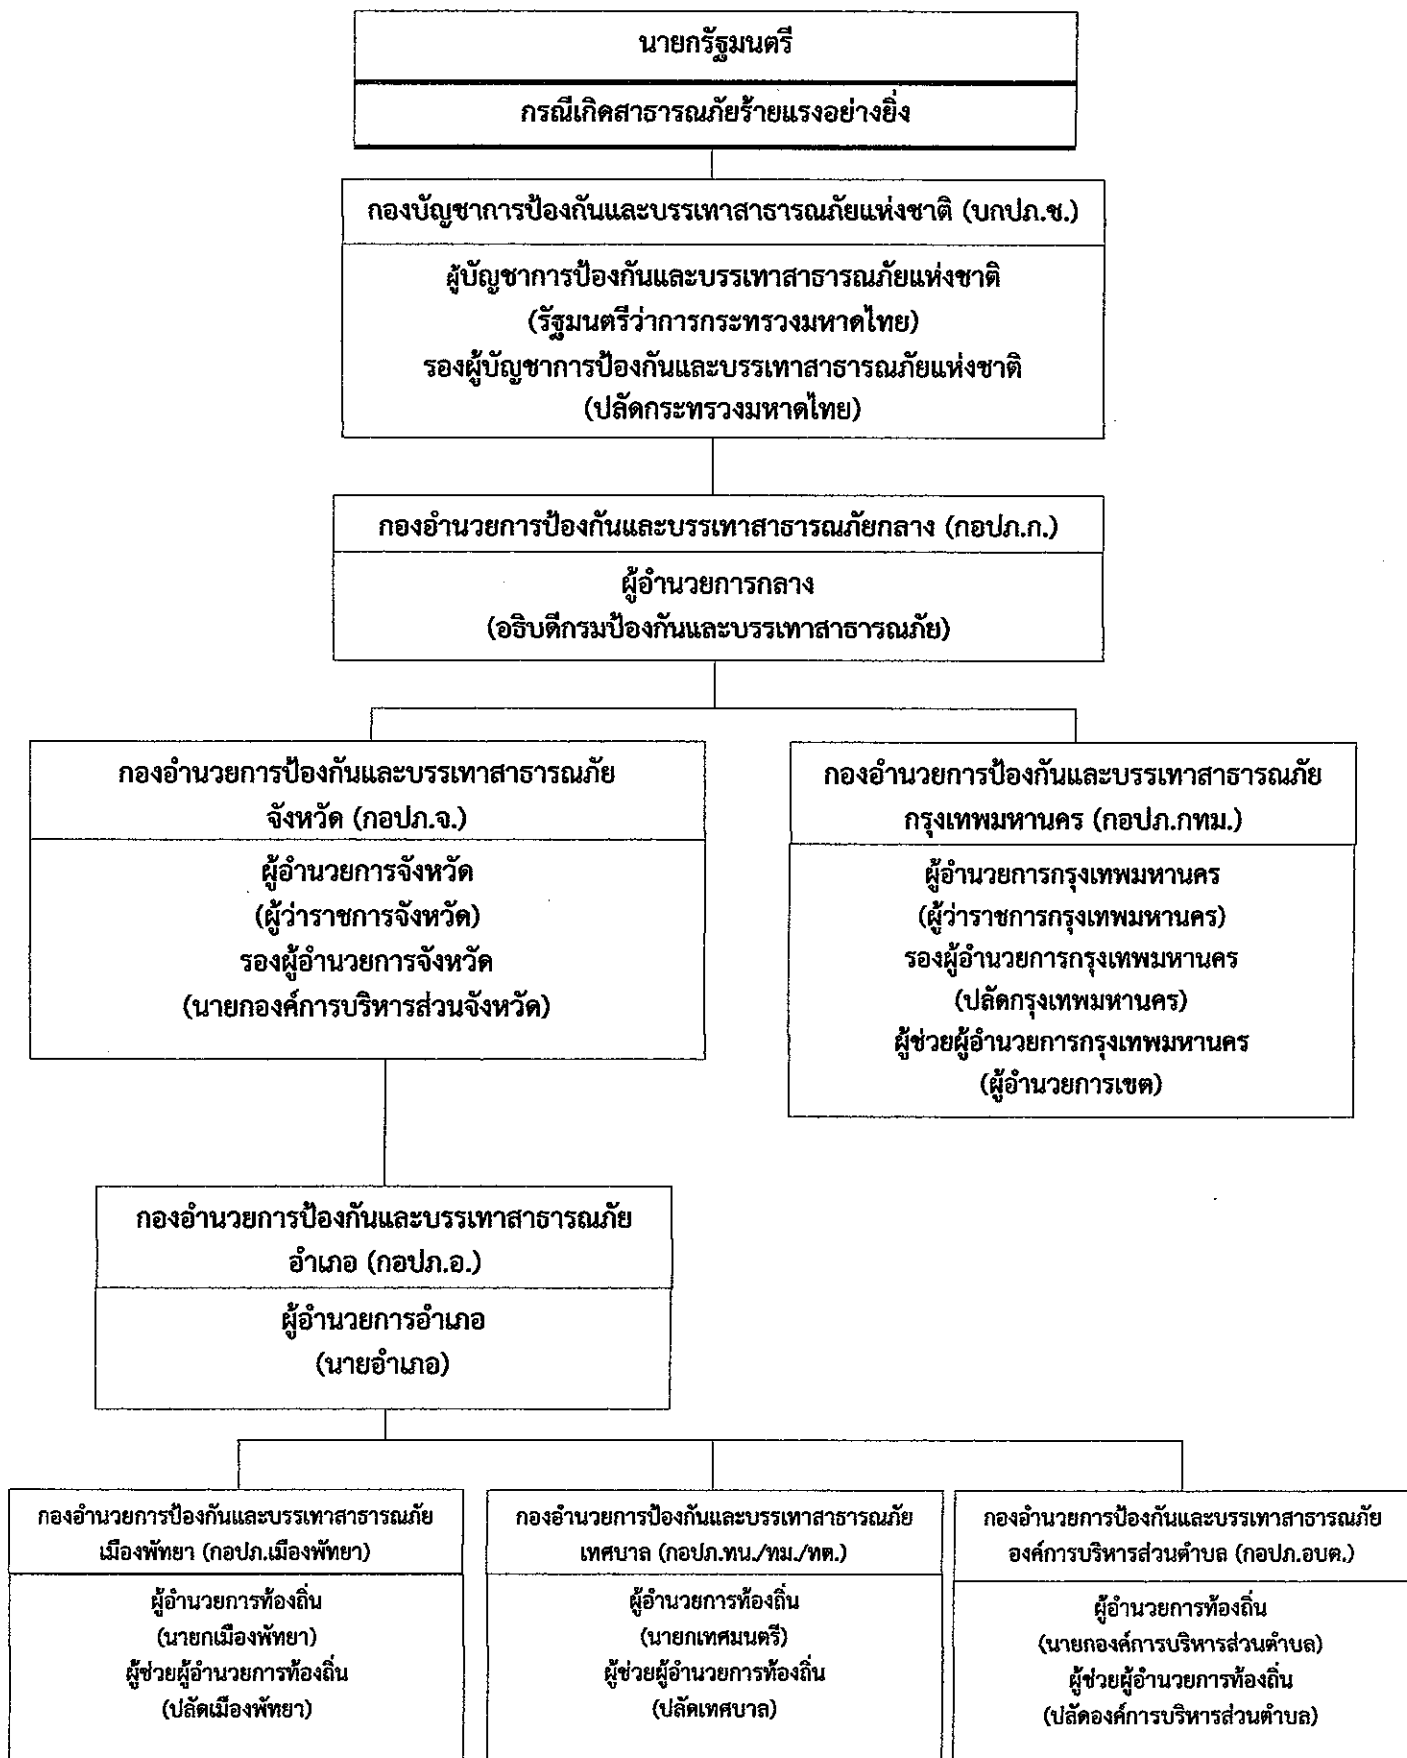 นายกรัฐมนตรี
กรณีเกิดสาธารณภัยร้ายแรงอย่างยิ่ง
กองบัญชาการป้องกันและบรรเทาสาธารณภัยแห่งชาติ (บกปภ.ช.)
ผู้บัญชาการป้องกันและบรรเทาสาธารณภัยแห่งชาติ
(รัฐมนตรีว่าการกระทรวงมหาดไทย)
รองผู้บัญชาการป้องกันและบรรเทาสาธารณภัยแห่งชาติ
(ปลัดกระทรวงมหาดไทย)
กองอำนวยการป้องกันและบรรเทาสาธารณภัยกลาง (กอปภ.ก.)
ผู้อำนวยการกลาง
(อธิบดีกรมป้องกันและบรรเทาสาธารณภัย)
กองอำนวยการป้องกันและบรรเทาสาธารณภัย
จังหวัด (กอปภ.จ.)
ผู้อำนวยการจังหวัด
(ผู้ว่าราชการจังหวัด)
รองผู้อำนวยการจังหวัด
(นายกองค์การบริหารส่วนจังหวัด)
กองอำนวยการป้องกันและบรรเทาสาธารณภัย
กรุงเทพมหานคร (กอปภ.กทม.)
ผู้อำนวยการกรุงเทพมหานคร
(ผู้ว่าราชการกรุงเทพมหานคร)
รองผู้อำนวยการกรุงเทพมหานคร
(ปลัดกรุงเทพมหานคร)
ผู้ช่วยผู้อำนวยการกรุงเทพมหานคร
(ผู้อำนวยการเขต)
กองอำนวยการป้องกันและบรรเทาสาธารณภัย
อำเภอ (กอปภ.อ.)
ผู้อำนวยการอำเภอ
(นายอำเภอ)
กองอำนวยการป้องกันและบรรเทาสาธารณภัย
เมืองพัทยา (กอปภ.เมืองพัทยา)
ผู้อำนวยการท้องถิ่น
(นายกเมืองพัทยา)
ผู้ช่วยผู้อำนวยการท้องถิ่น
(ปลัดเมืองพัทยา)
กองอำนวยการป้องกันและบรรเทาสาธารณภัย
เทศบาล (กอปภ.ทน./ทม./ทต.)
ผู้อำนวยการท้องถิ่น
(นายกเทศมนตรี)
ผู้ช่วยผู้อำนวยการท้องถิ่น
(ปลัดเทศบาล)
กองอำนวยการป้องกันและบรรเทาสาธารณภัย
องค์การบริหารส่วนตำบล (กอปภ.อบต.)
ผู้อำนวยการท้องถิ่น
(นายกองค์การบริหารส่วนตำบล)
ผู้ช่วยผู้อำนวยการท้องถิ่น
(ปลัดองค์การบริหารส่วนตำบล)